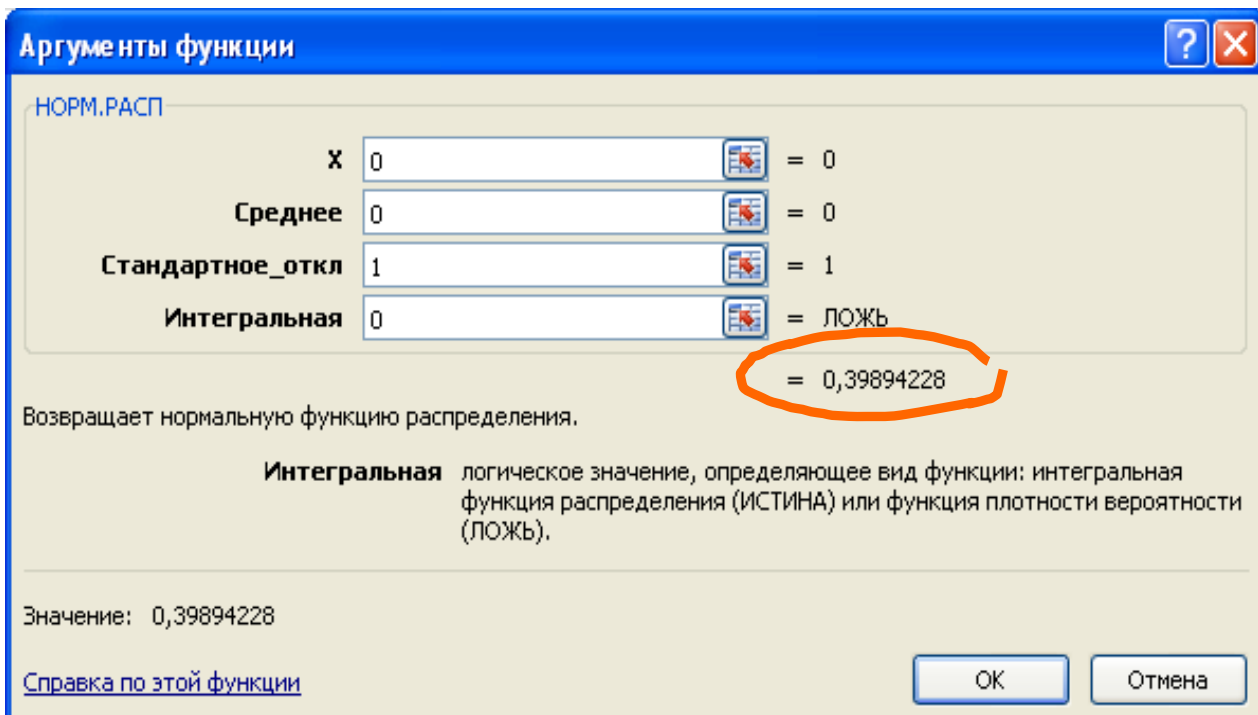 Аргументы функции
НОРМ.РАСП
X 0 = 0
Среднее 0 = 0
Стандартное_откл 1 = 1
Интегральная 0 = ЛОЖЬ
= 0,39894228
Возвращает нормальную функцию распределения.
Интегральная логическое значение, определяющее вид функции: интегральная
функция распределения (ИСТИНА) или функция плотности вероятности
(ЛОЖЬ).
Значение: 0,39894228
Справка по этой функции
ОК Отмена